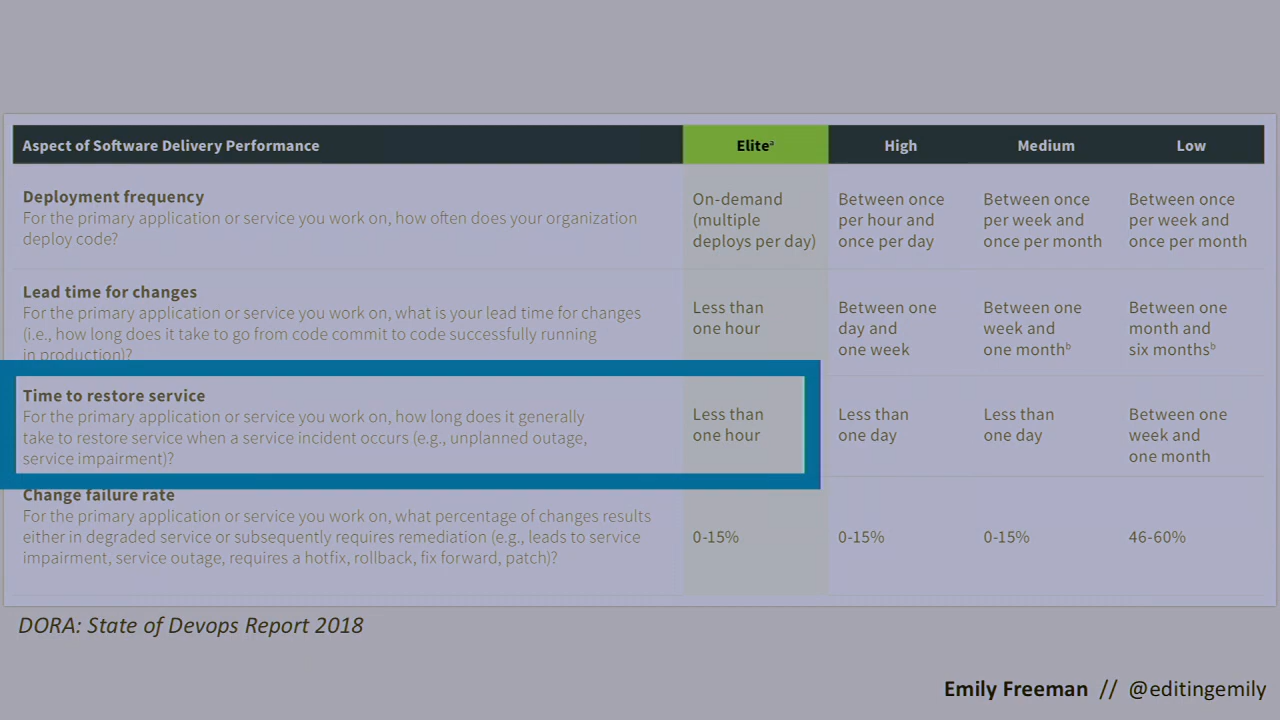 Aspect of Software Delivery Performance
Eliteᵃ
High
Medium
Low
Deployment frequency
For the primary application or service you work on, how often does your organization
deploy code?
On-demand
(multiple
deploys per day)
Between once
per hour and
once per day
Between once
per week and
once per month
Between once
per week and
once per month
Lead time for changes
For the primary application or service you work on, what is your lead time for changes
(i.e., how long does it take to go from code commit to code successfully running
in production)?
Less than
one hour
Between one
day and
one week
Between one
week and
one monthᵇ
Between one
month and
six monthsᵇ
Time to restore service
For the primary application or service you work on, how long does it generally
take to restore service when a service incident occurs (e.g., unplanned outage,
service impairment)?
Less than
one hour
Less than
one day
Less than
one day
Between one
week and
one month
Change failure rate
For the primary application or service you work on, what percentage of changes results
either in degraded service or subsequently requires remediation (e.g., leads to service
impairment, service outage, requires a hotfix, rollback, fix forward, patch)?
0-15%
0-15%
0-15%
46-60%
DORA: State of Devops Report 2018
Emily Freeman // @editingemily